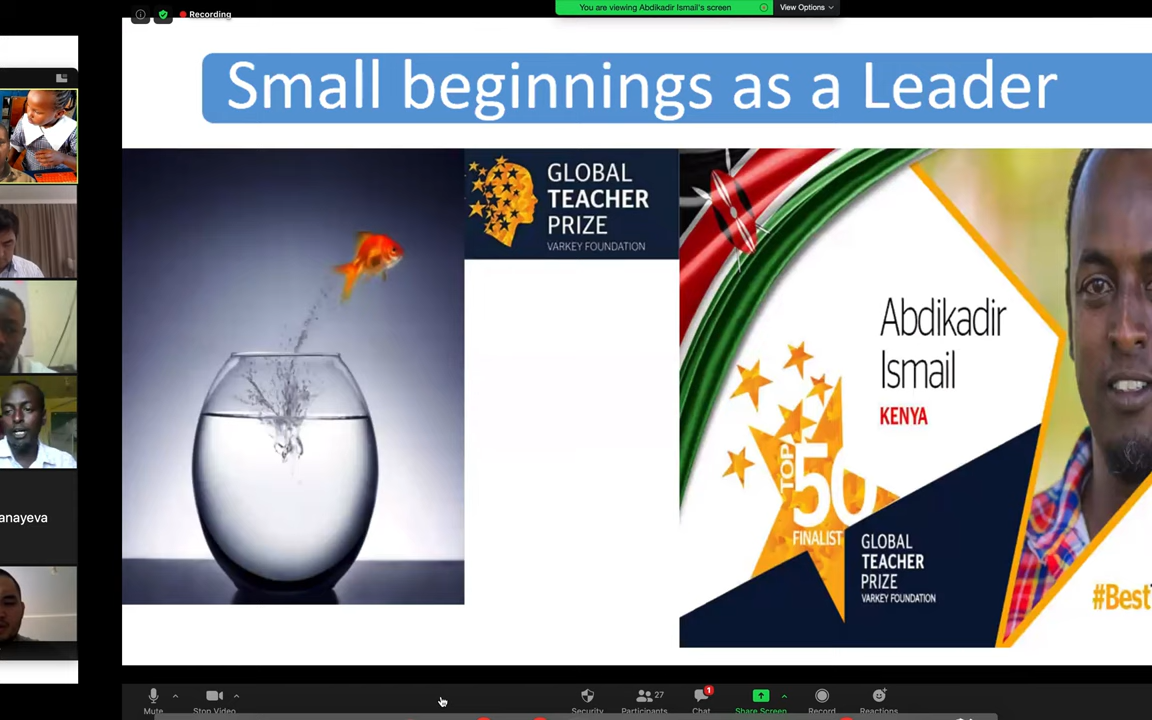 Recording
You are viewing Abdikadir Ismail's screen
View Options
Small beginnings as a Leader
GLOBAL
TEACHER
PRIZE
VARKEY FOUNDATION
Abdikadir
Ismail
KENYA
TOP
50
FINALIST
GLOBAL
TEACHER
PRIZE
VARKEY FOUNDATION
#Best
anayeva
Mute
Stop Video
Security
Participants
27
Chat
1
Share Screen
Record
Reactions